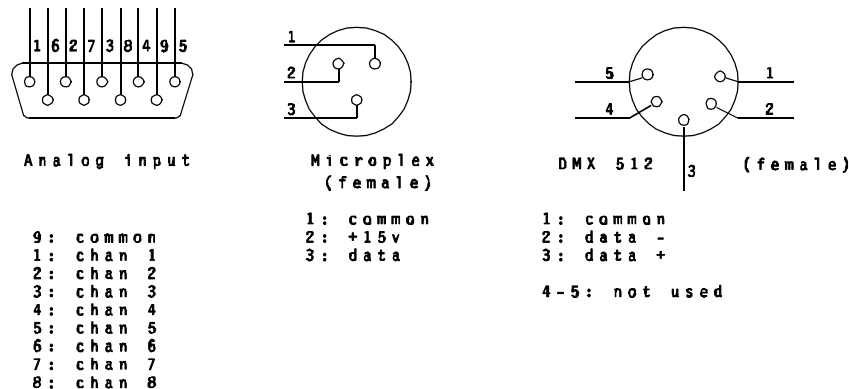 1 6 2 7 3 8 4 9 5
Analog input
9: common
1: chan 1
2: chan 2
3: chan 3
4: chan 4
5: chan 5
6: chan 6
7: chan 7
8: chan 8
1
2
3
Microplex
(female)
1: common
2: +15v
3: data
5
4
1
2
3
DMX 512 (female)
1: common
2: data -
3: data +
4-5: not used